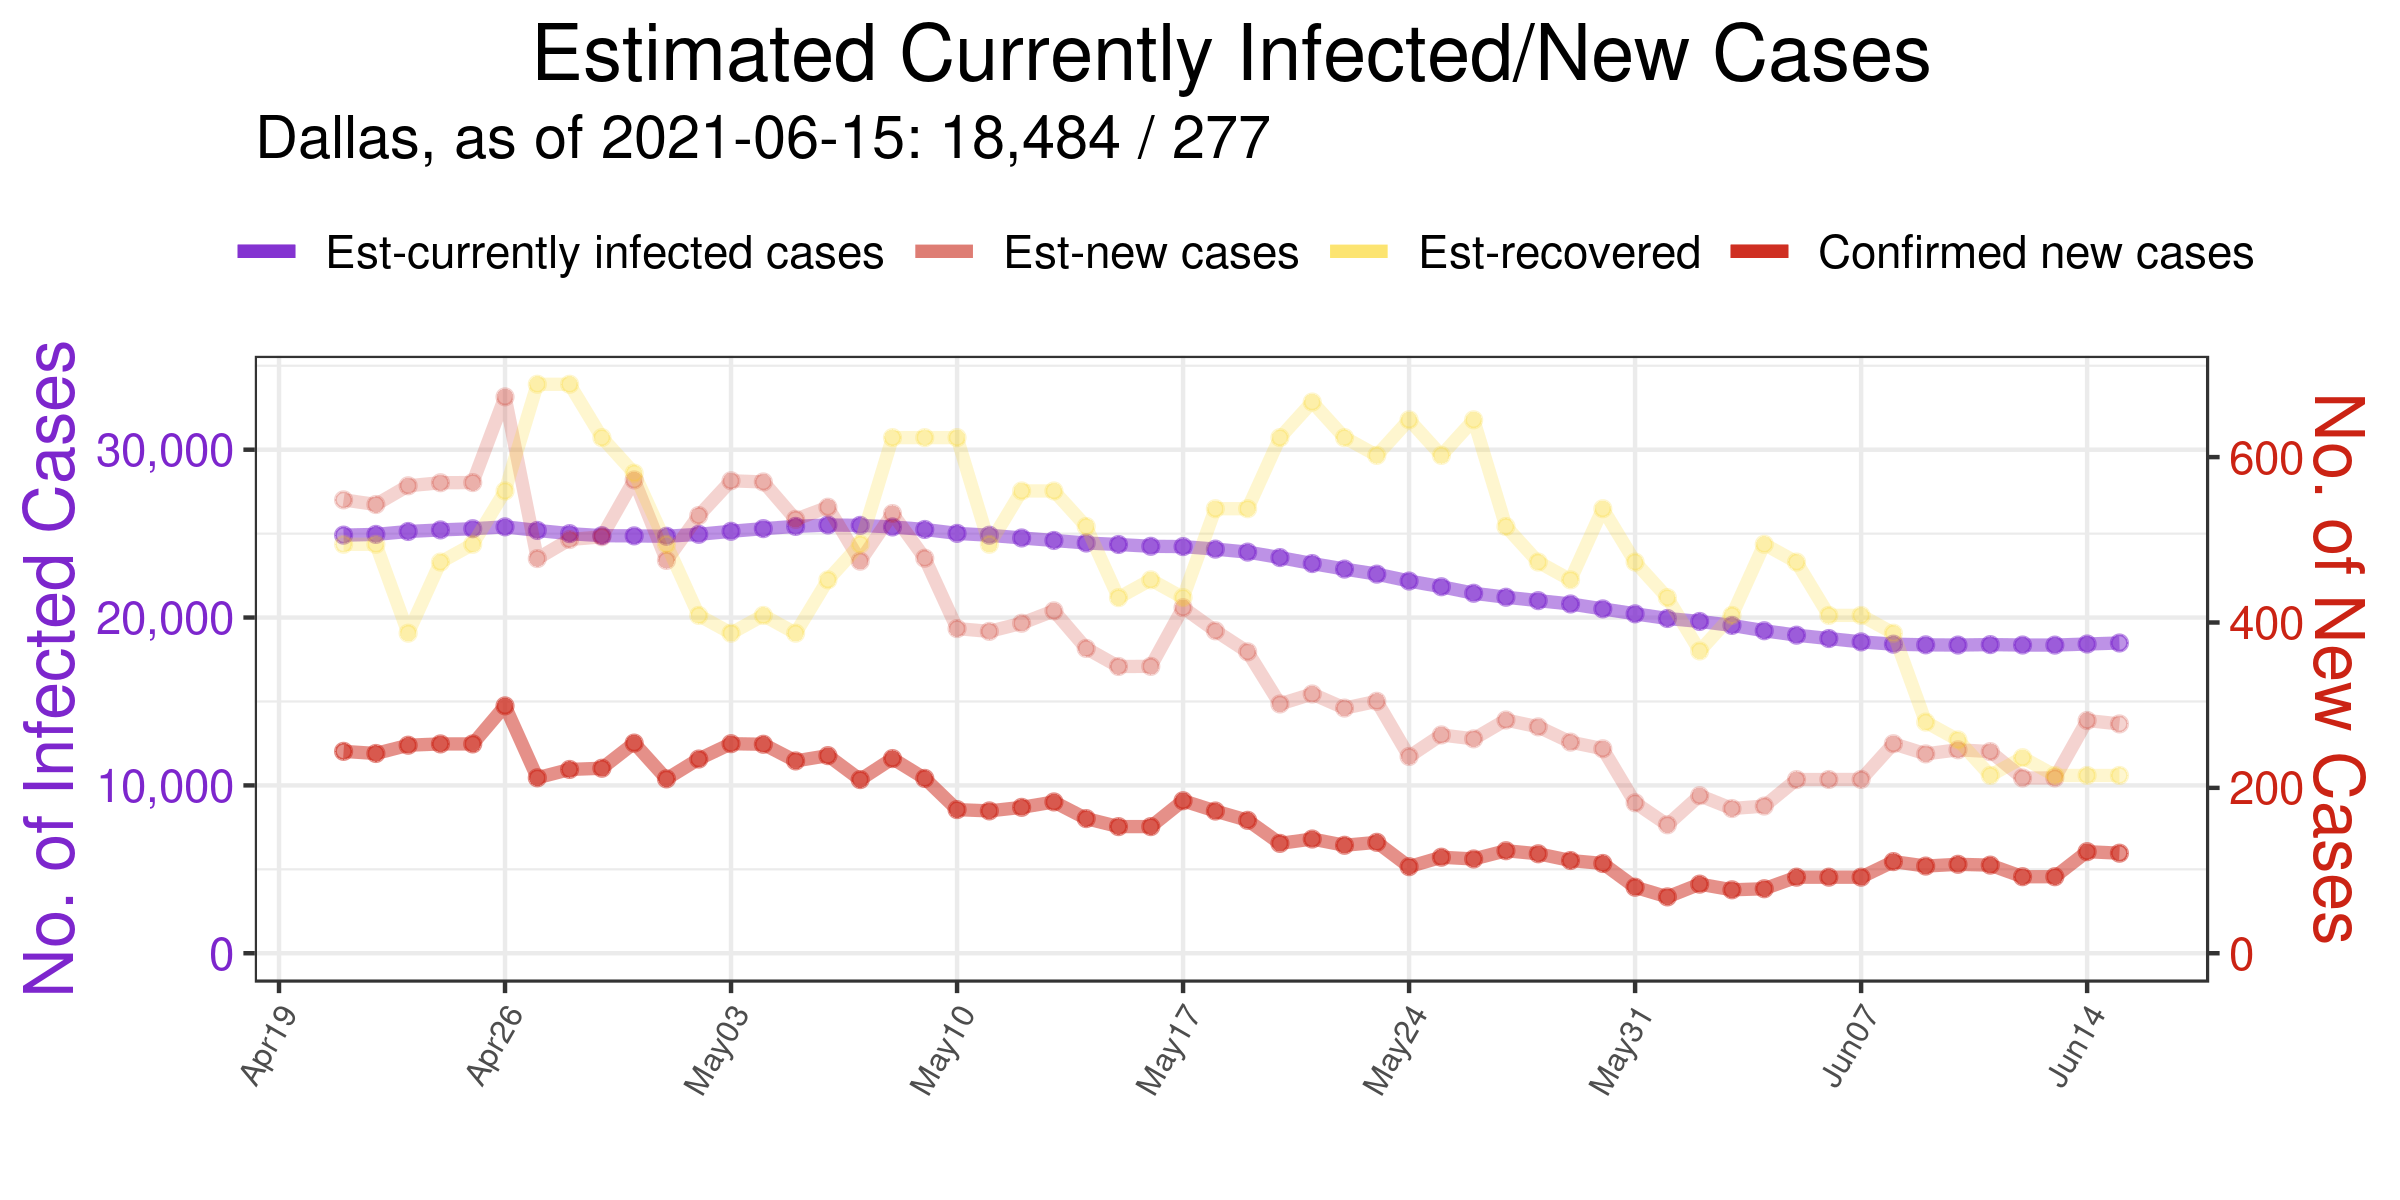 Estimated Currently Infected/New Cases
Dallas, as of 2021-06-15: 18,484 / 277
Est-currently infected cases Est-new cases Est-recovered Confirmed new cases
No. of Infected Cases
30,000
20,000
10,000
0
600
400
200
0
No. of New Cases
Apr19 Apr26 May03 May10 May17 May24 May31 Jun07 Jun14